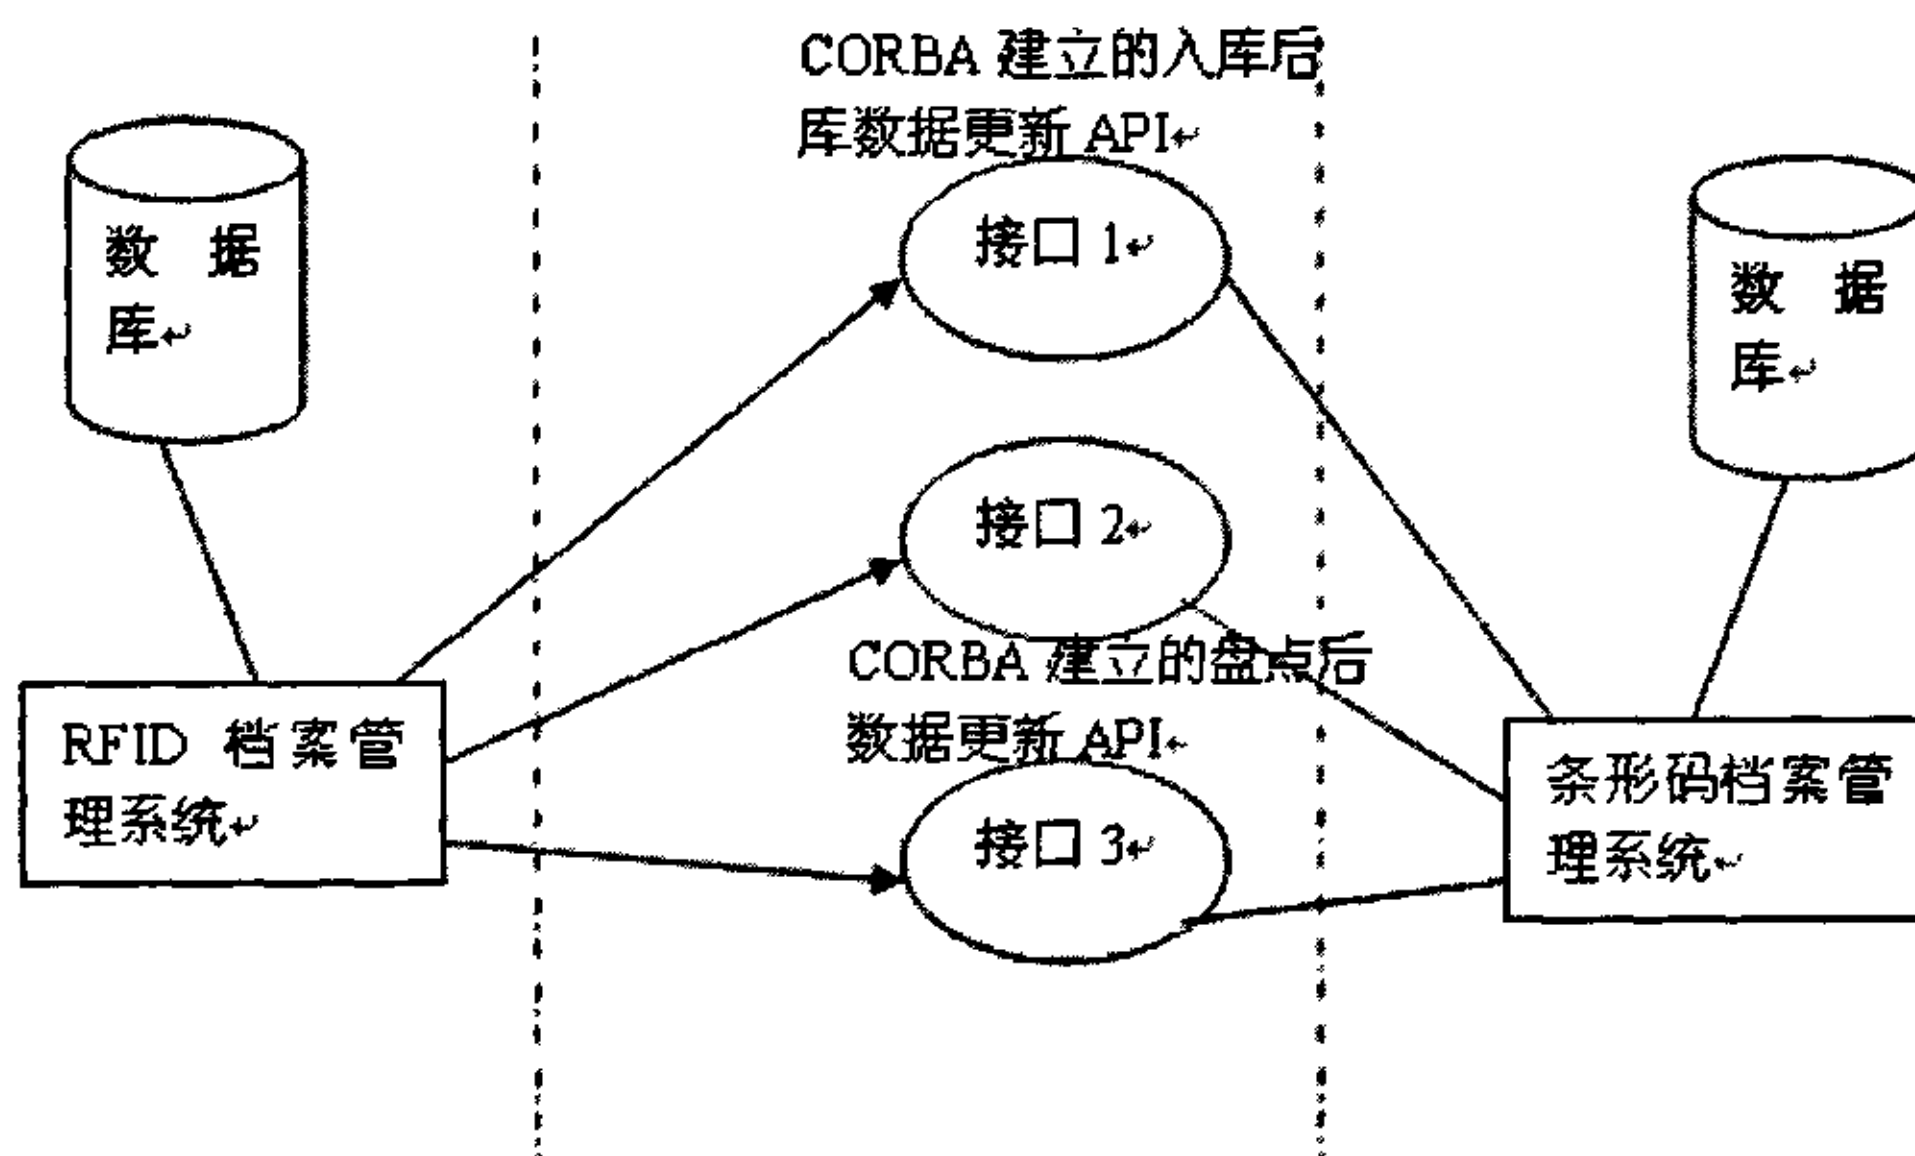 CORBA 建立的入库后
库数据更新 API
数 据
库
接口 1
数 据
库
接口 2
CORBA 建立的盘点后
数据更新 API
RFID 档案管
理系统
接口 3
条形码档案管
理系统